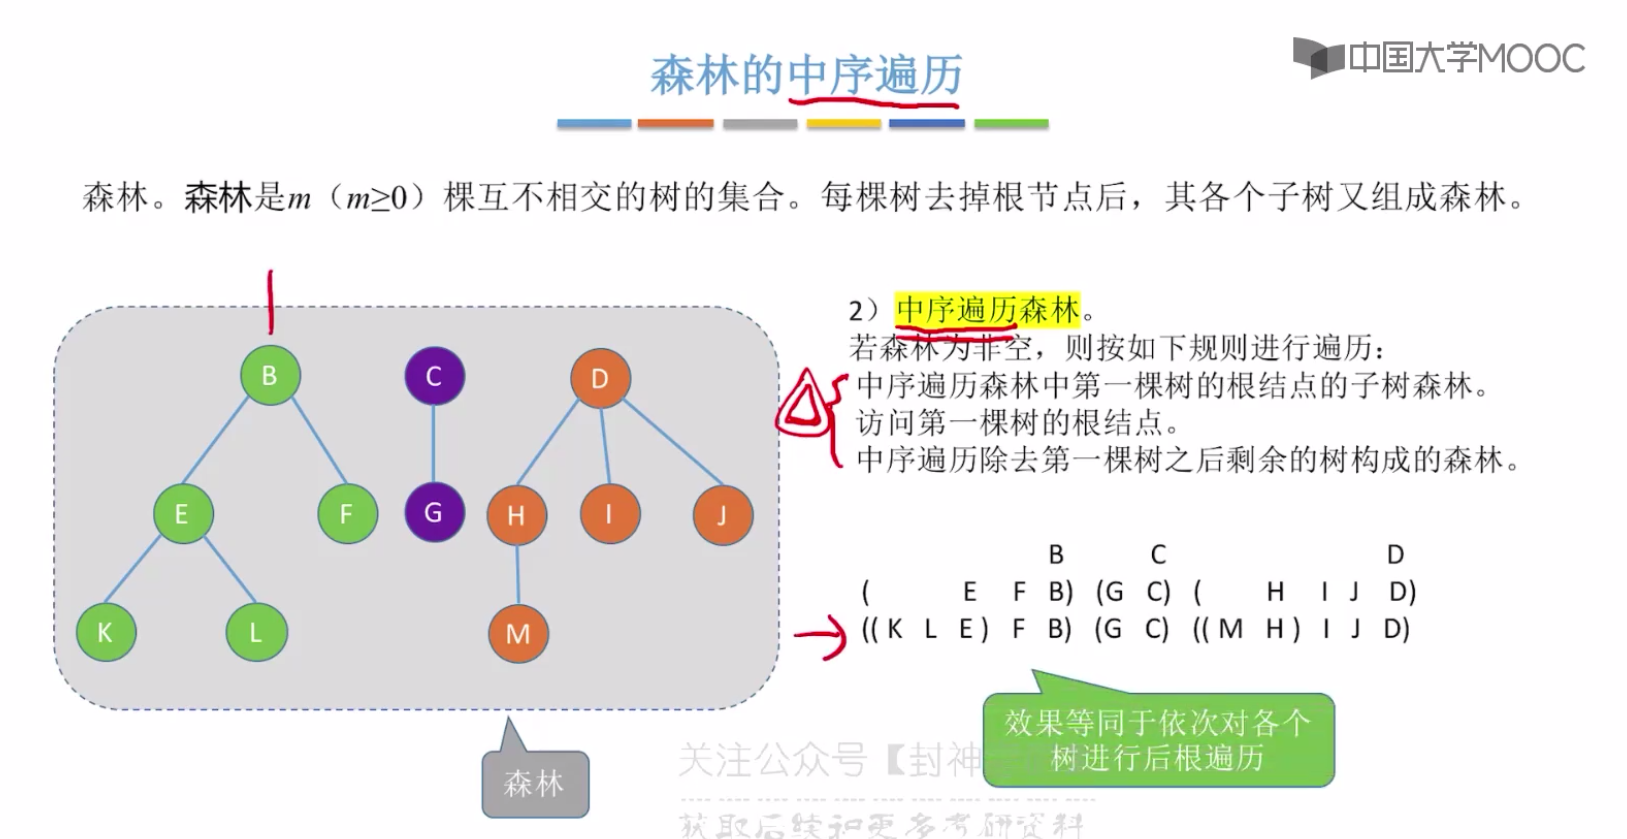 中国大学MOOC
森林的中序遍历
森林。森林是m（m≥0）棵互不相交的树的集合。每棵树去掉根节点后，其各个子树又组成森林。
2）中序遍历森林。
若森林为非空，则按如下规则进行遍历：
中序遍历森林中第一棵树的根结点的子树森林。
访问第一棵树的根结点。
中序遍历除去第一棵树之后剩余的树构成的森林。
B C D
E F G H I J
K L M
B C D
( E F B) (G C) ( H I J D)
(( K L E ) F B) (G C) (( M H ) I J D)
效果等同于依次对各个
树进行后根遍历
森林
关注公众号【封神
获取后续和更多考研资料